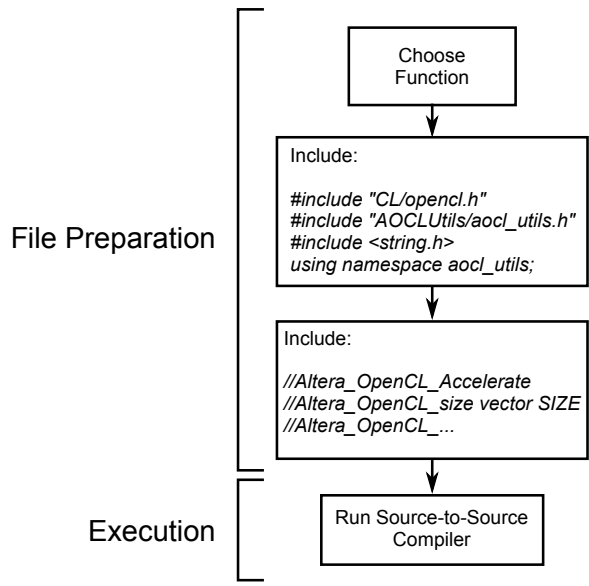 Choose
Function
Include:
#include "CL/opencl.h"
#include "AOCLUtils/aocl_utils.h"
#include <string.h>
using namespace aocl_utils;
File Preparation
Include:
//Altera_OpenCL_Accelerate
//Altera_OpenCL_size vector SIZE
//Altera_OpenCL_...
Execution
Run Source-to-Source
Compiler